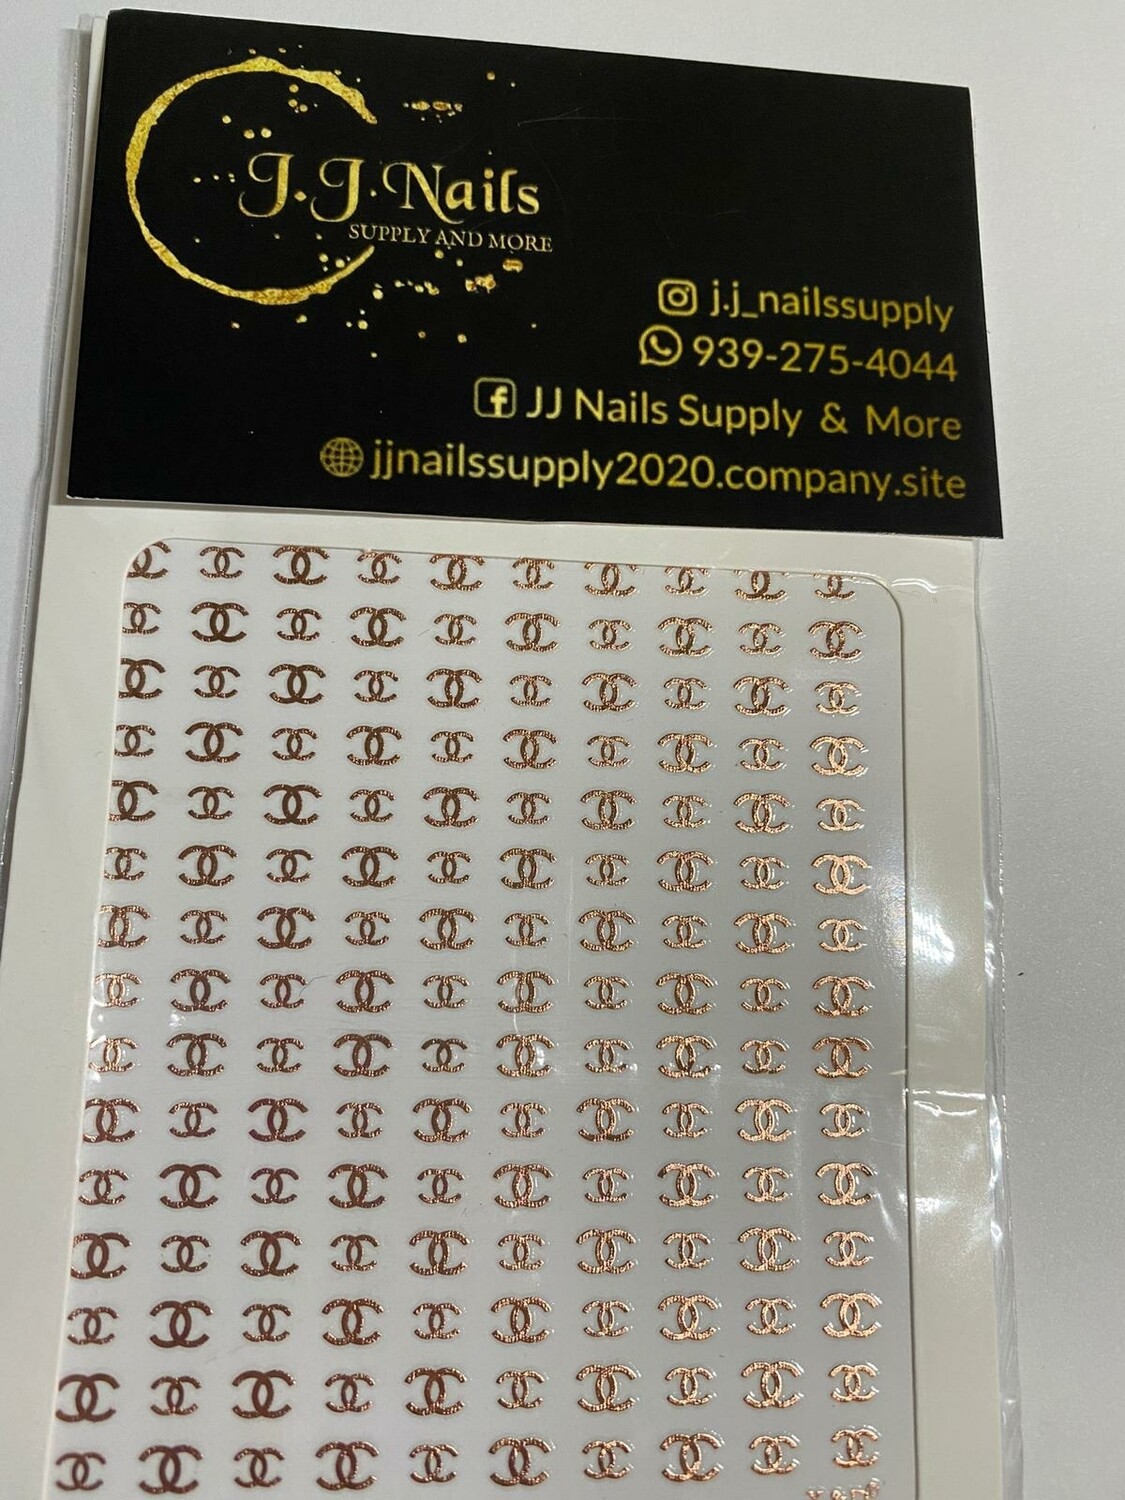 J.J. Nails
SUPPLY AND MORE
j.j_nailssupply
939-275-4044
JJ Nails Supply & More
jjnailssupply2020.company.site